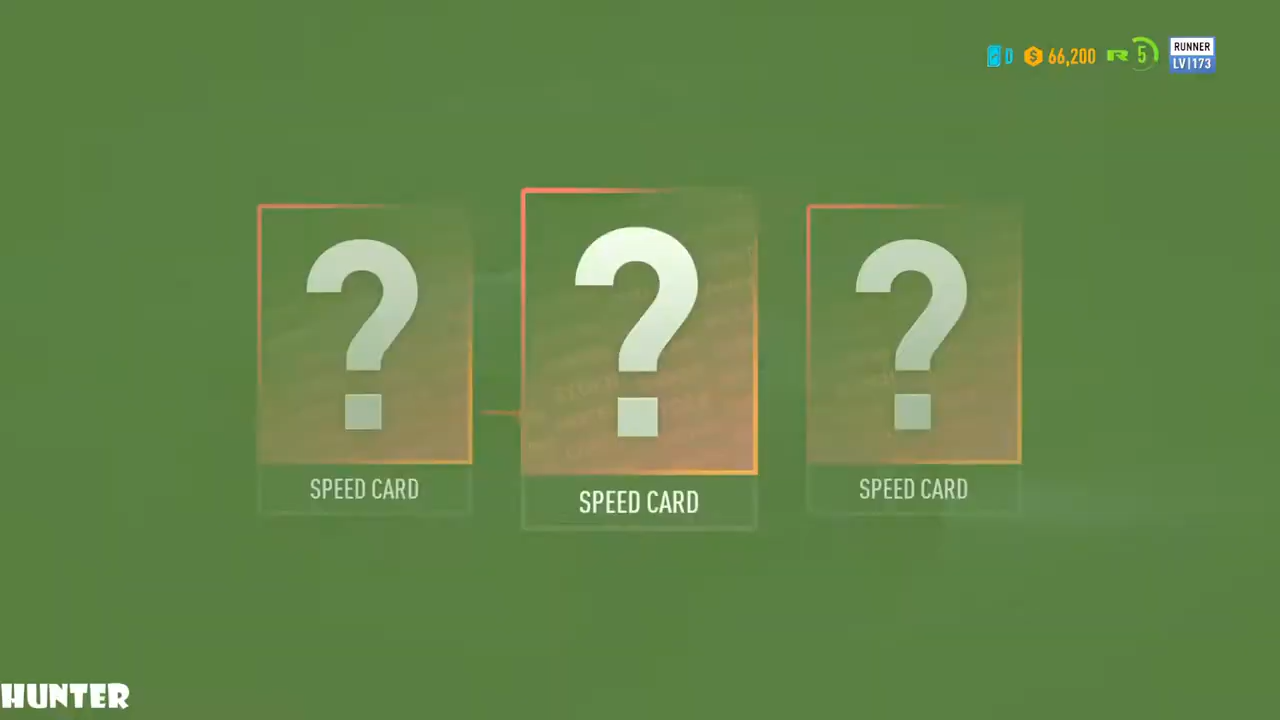 D 66,200 R 5 RUNNER
LV|173
?
?
?
SPEED CARD
SPEED CARD
SPEED CARD
HUNTER